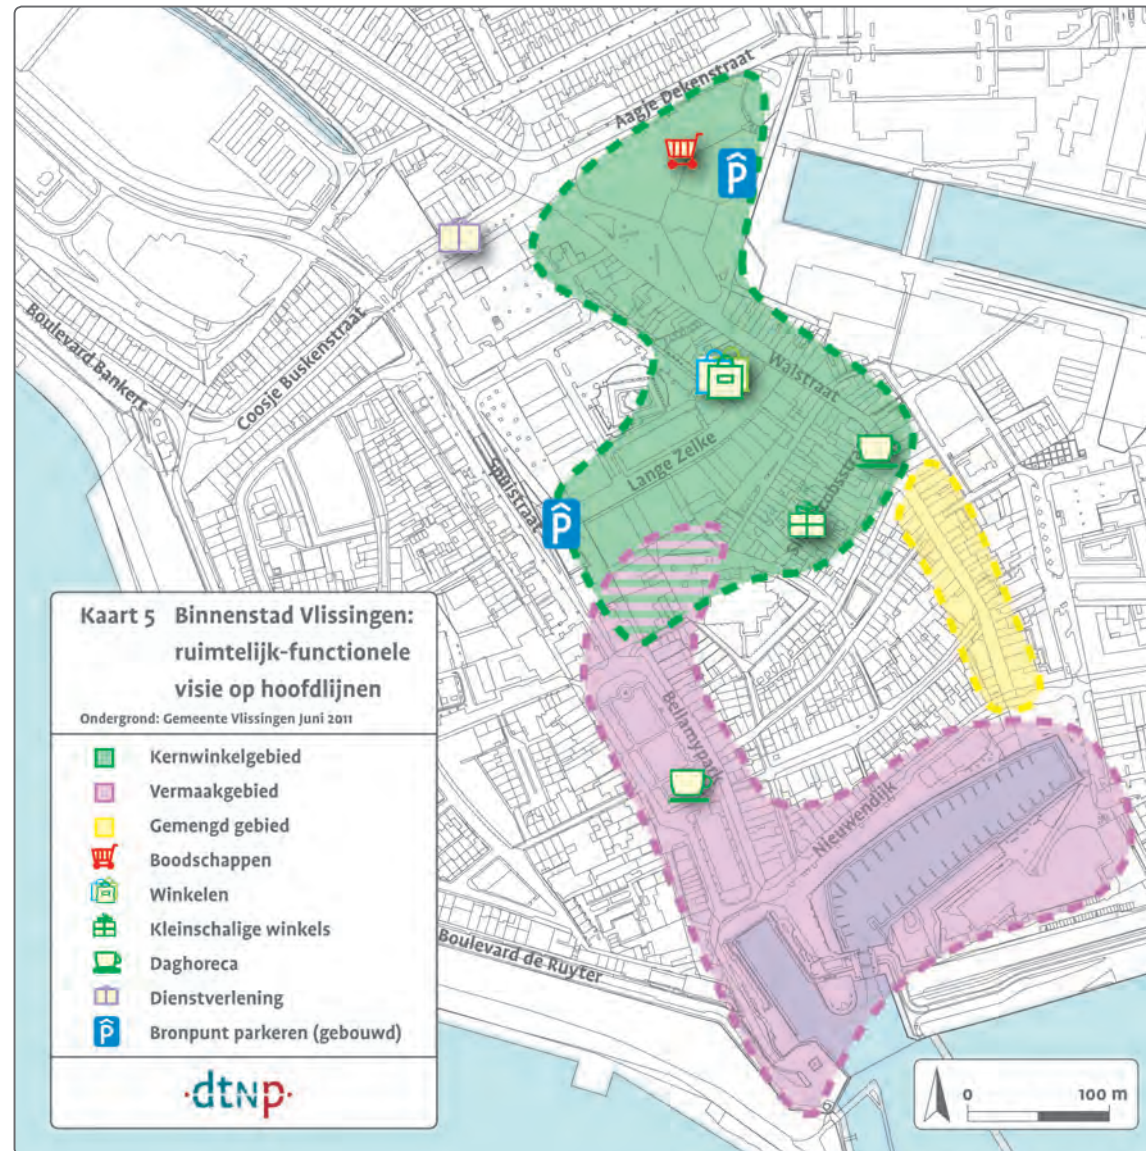 Aagje Dekenstraat
Boulevard Bankert
Coosje Buskenstraat
Walstraat
Lange Zelke
Spuistraat
Bellamypark
Nieuwendijk
Boulevard de Ruyter
P
P
Kaart 5 Binnenstad Vlissingen:
ruimtelijk-functionele
visie op hoofdlijnen
Ondergrond: Gemeente Vlissingen Juni 2011
Kernwinkelgebied
Vermaakgebied
Gemengd gebied
Boodschappen
Winkelen
Kleinschalige winkels
Daghoreca
Dienstverlening
P Bronpunt parkeren (gebouwd)
·dtnp·
0 100 m